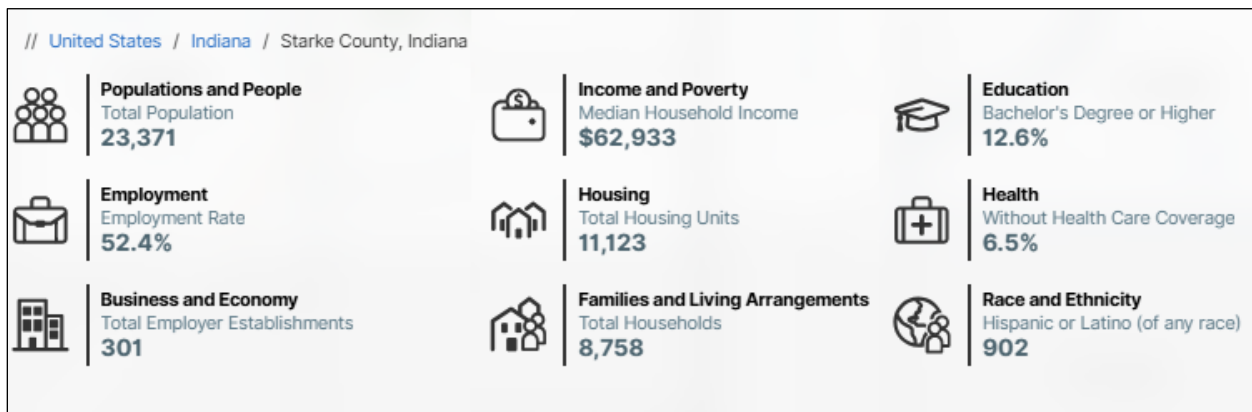 // United States / Indiana / Starke County, Indiana
Populations and People
Total Population
23,371
Income and Poverty
Median Household Income
$62,933
Education
Bachelor's Degree or Higher
12.6%
Employment
Employment Rate
52.4%
Housing
Total Housing Units
11,123
Health
Without Health Care Coverage
6.5%
Business and Economy
Total Employer Establishments
301
Families and Living Arrangements
Total Households
8,758
Race and Ethnicity
Hispanic or Latino (of any race)
902